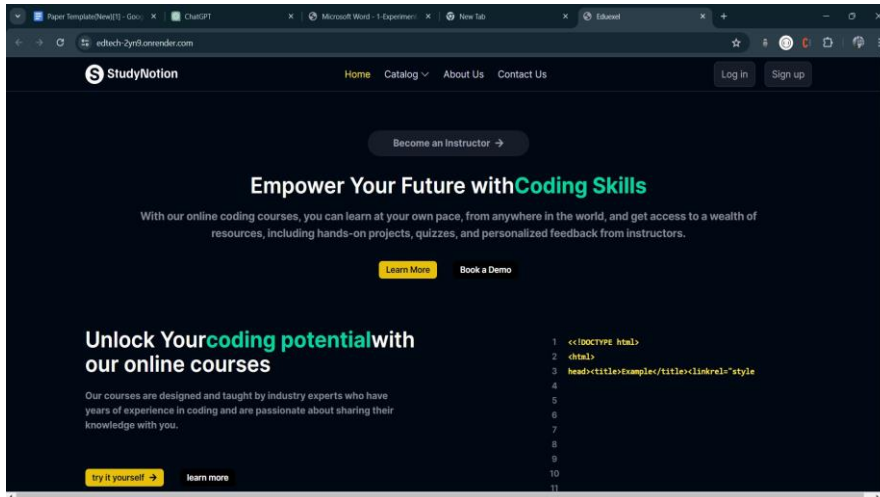 Paper Template(New)[1] - Goog
ChatGPT
Microsoft Word - 1-Experimen
New Tab
Eduexel
edtech-2yn9.onrender.com
StudyNotion
Home
Catalog
About Us
Contact Us
Log in
Sign up
Become an Instructor →
Empower Your Future withCoding Skills
With our online coding courses, you can learn at your own pace, from anywhere in the world, and get access to a wealth of
resources, including hands-on projects, quizzes, and personalized feedback from instructors.
Learn More
Book a Demo
Unlock Yourcoding potentialwith
our online courses
Our courses are designed and taught by industry experts who have
years of experience in coding and are passionate about sharing their
knowledge with you.
try it yourself →
learn more
1 <<!DOCTYPE html>
2 <html>
3 head><title>Example</title><linkrel="style
4
5
6
7
8
9
10
11